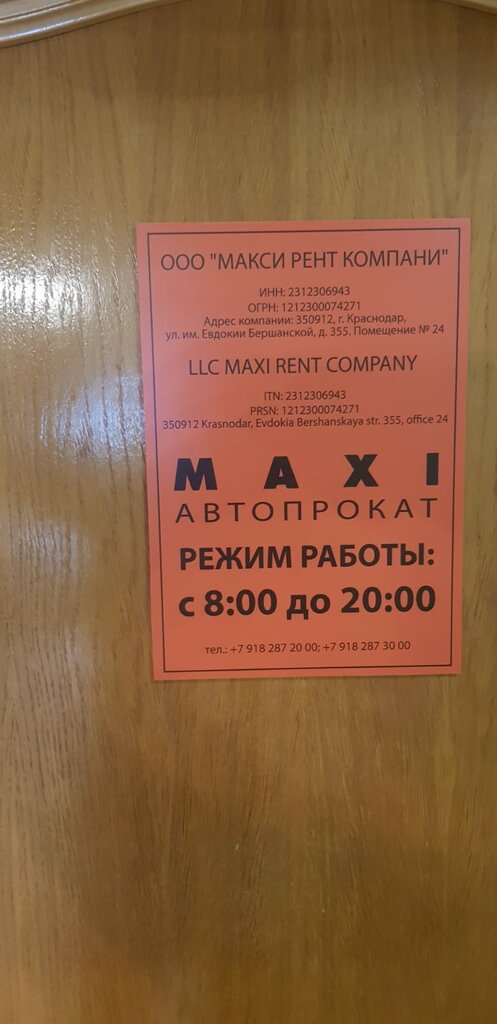 ООО "МАКСИ РЕНТ КОМПАНИ"
ИНН: 2312306943
ОГРН: 1212300074271
Адрес компании: 350912, г. Краснодар,
ул. им. Евдокии Бершанской, д. 355. Помещение № 24
LLC MAXI RENT COMPANY
ITN: 2312306943
PRSN: 1212300074271
350912 Krasnodar, Evdokia Bershanskaya str. 355, office 24
MAXI
АВТОПРОКАТ
РЕЖИМ РАБОТЫ:
с 8:00 до 20:00
тел.: +7 918 287 20 00; +7 918 287 30 00